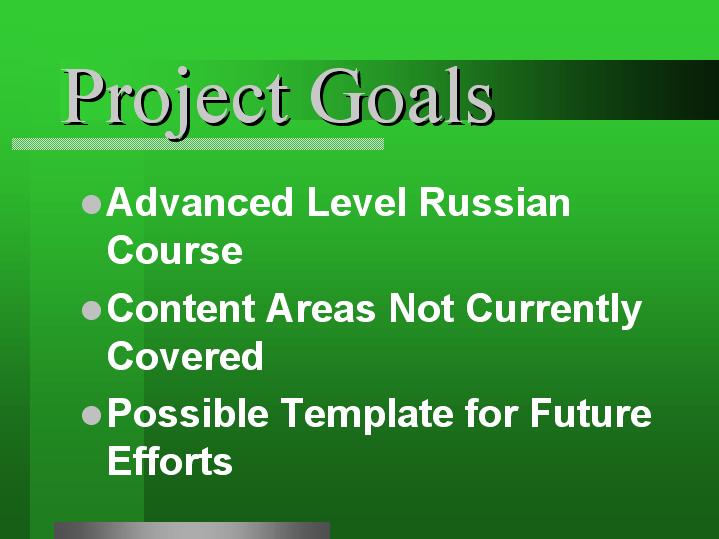 Project Goals
Advanced Level Russian
Course
Content Areas Not Currently
Covered
Possible Template for Future
Efforts